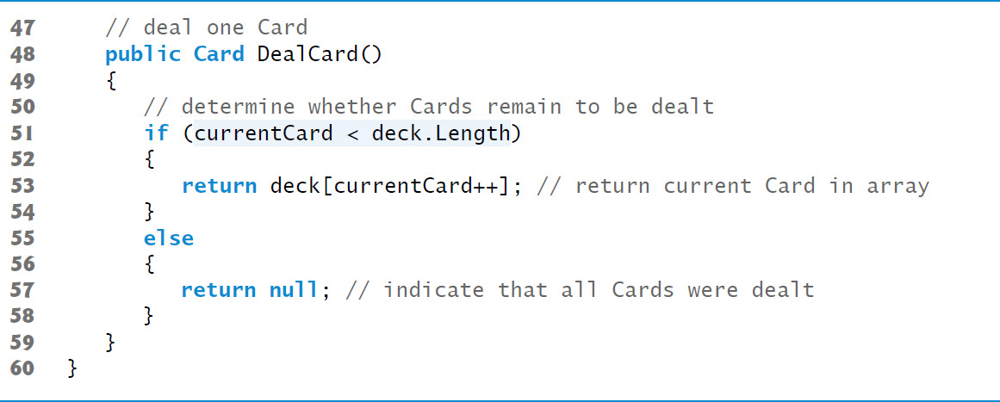 47 // deal one Card
48 public Card DealCard()
49 {
50 // determine whether Cards remain to be dealt
51 if (currentCard < deck.Length)
52 {
53 return deck[currentCard++]; // return current Card in array
54 }
55 else
56 {
57 return null; // indicate that all Cards were dealt
58 }
59 }
60 }